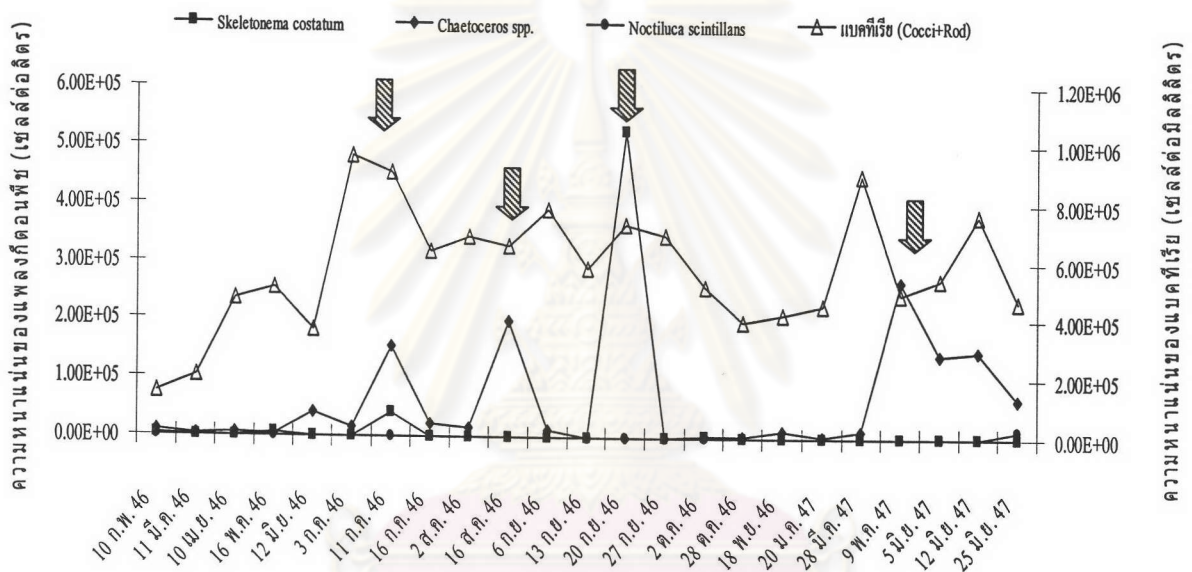 Skeletonema costatum
Chaetoceros spp.
Noctiluca scintillans
แบคทีเรีย (Cocci+Rod)
ความหนาแน่นของแพลงก์ตอนพืช (เซลล์ต่อลิตร)
6.00E+05
5.00E+05
4.00E+05
3.00E+05
2.00E+05
1.00E+05
0.00E+00
1.20E+06
1.00E+06
8.00E+05
6.00E+05
4.00E+05
2.00E+05
0.00E+00
ความหนาแน่นของแบคทีเรีย (เซลล์ต่อมิลลิลิตร)
10 ก.พ. 46
11 มี.ค. 46
10 เม.ย. 46
16 พ.ค. 46
12 มิ.ย. 46
3 ก.ค. 46
11 ก.ค. 46
16 ก.ค. 46
2 ส.ค. 46
16 ส.ค. 46
6 ก.ย. 46
13 ก.ย. 46
20 ก.ย. 46
27 ก.ย. 46
2 ต.ค. 46
28 ต.ค. 46
18 พ.ย. 46
20 ม.ค. 47
28 มี.ค. 47
9 พ.ค. 47
5 มิ.ย. 47
12 มิ.ย. 47
25 มิ.ย. 47